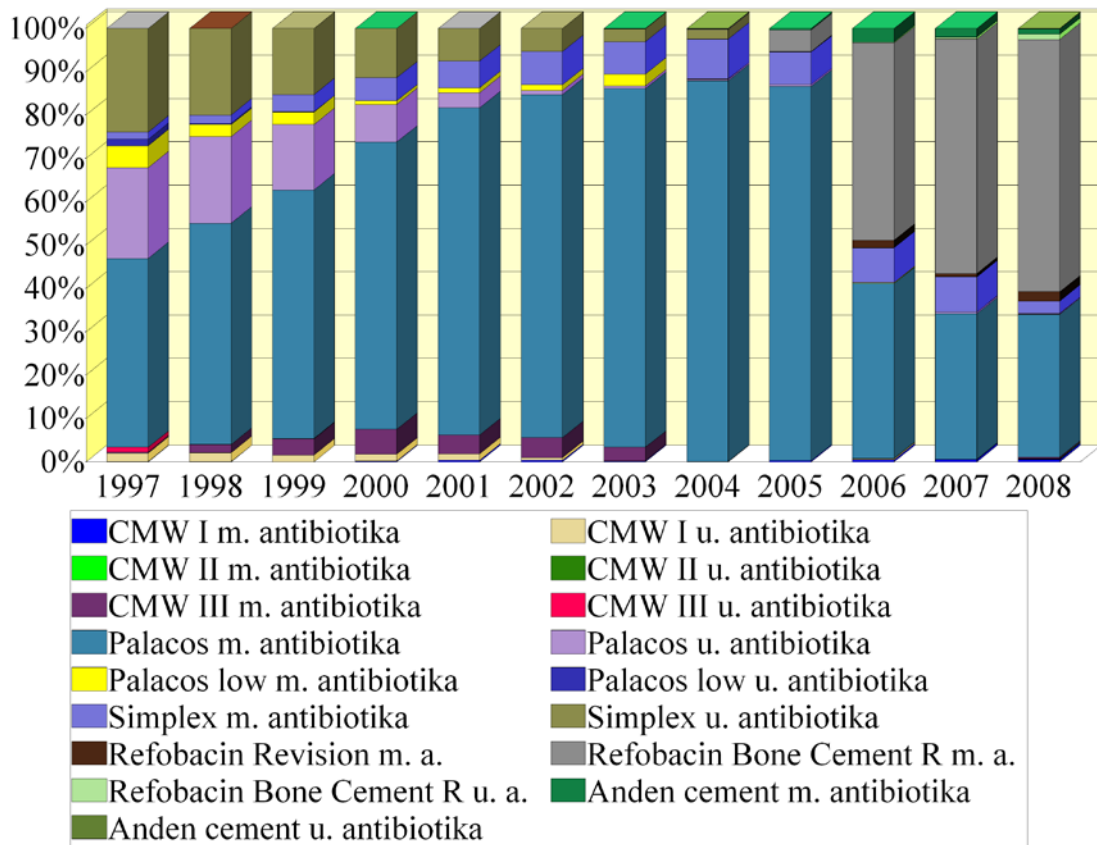 100%
90%
80%
70%
60%
50%
40%
30%
20%
10%
0%
1997 1998 1999 2000 2001 2002 2003 2004 2005 2006 2007 2008
CMW I m. antibiotika CMW I u. antibiotika
CMW II m. antibiotika CMW II u. antibiotika
CMW III m. antibiotika CMW III u. antibiotika
Palacos m. antibiotika Palacos u. antibiotika
Palacos low m. antibiotika Palacos low u. antibiotika
Simplex m. antibiotika Simplex u. antibiotika
Refobacin Revision m. a. Refobacin Bone Cement R m. a.
Refobacin Bone Cement R u. a. Anden cement m. antibiotika
Anden cement u. antibiotika